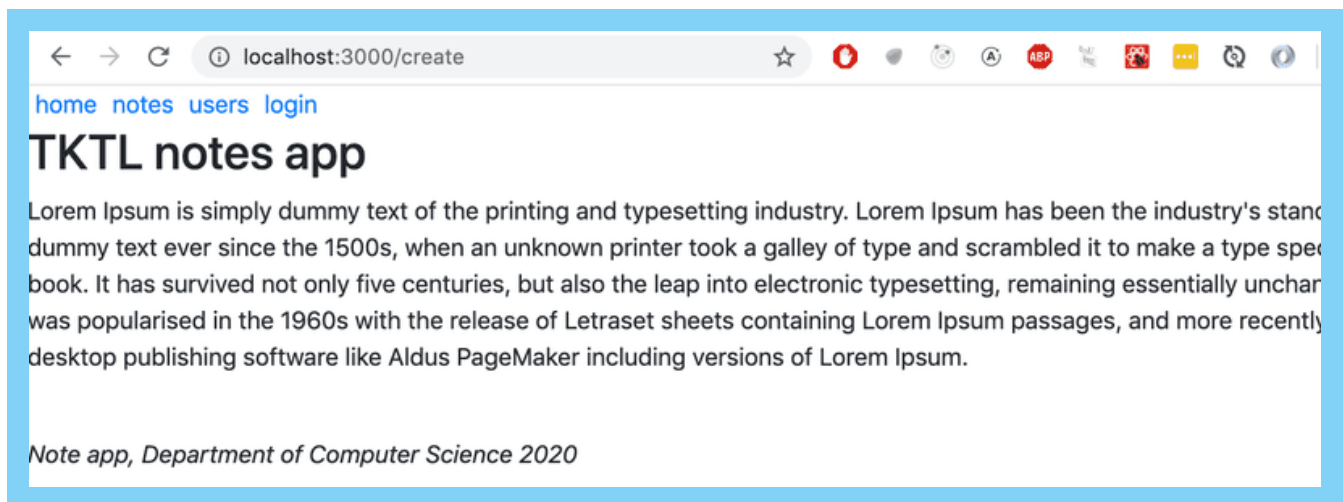 localhost:3000/create
ABP
home notes users login
TKTL notes app
Lorem Ipsum is simply dummy text of the printing and typesetting industry. Lorem Ipsum has been the industry's stand
dummy text ever since the 1500s, when an unknown printer took a galley of type and scrambled it to make a type spec
book. It has survived not only five centuries, but also the leap into electronic typesetting, remaining essentially unchan
was popularised in the 1960s with the release of Letraset sheets containing Lorem Ipsum passages, and more recently
desktop publishing software like Aldus PageMaker including versions of Lorem Ipsum.
Note app, Department of Computer Science 2020